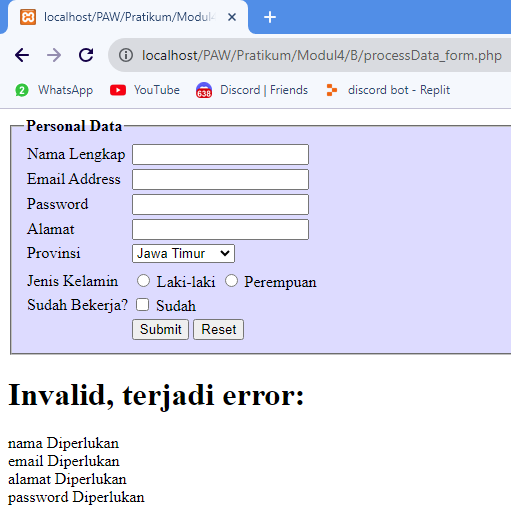 localhost/PAW/Pratikum/Modul4
localhost/PAW/Pratikum/Modul4/B/processData_form.php
2 WhatsApp YouTube 638 Discord | Friends discord bot - Replit
Personal Data
Nama Lengkap
Email Address
Password
Alamat
Provinsi Jawa Timur
Jenis Kelamin Laki-laki Perempuan
Sudah Bekerja? Sudah
Submit Reset
Invalid, terjadi error:
nama Diperlukan
email Diperlukan
alamat Diperlukan
password Diperlukan